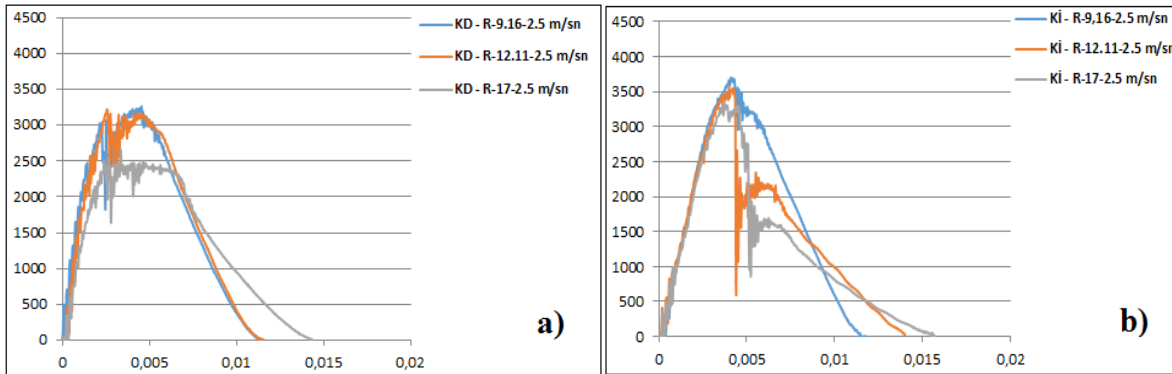 4500
4000
3500
3000
2500
2000
1500
1000
500
0
0 0,005 0,01 0,015 0,02
KD - R-9.16-2.5 m/sn
KD - R-12.11-2.5 m/sn
KD - R-17-2.5 m/sn
a)
4500
4000
3500
3000
2500
2000
1500
1000
500
0
0 0,005 0,01 0,015 0,02
Kİ - R-9,16-2.5 m/sn
Kİ - R-12.11-2.5 m/sn
Kİ - R-17-2.5 m/sn
b)